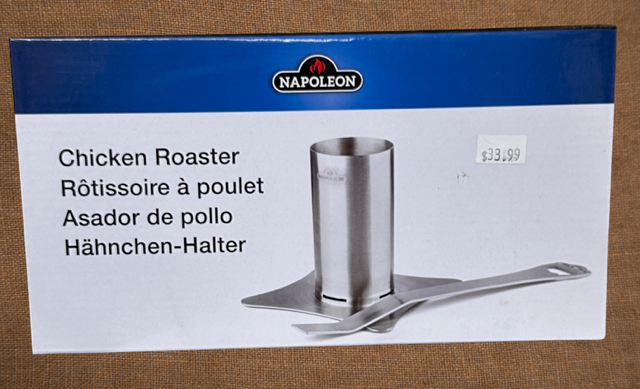 NAPOLEON
Chicken Roaster
Rôtissoire à poulet
Asador de pollo
Hähnchen-Halter
$33.99